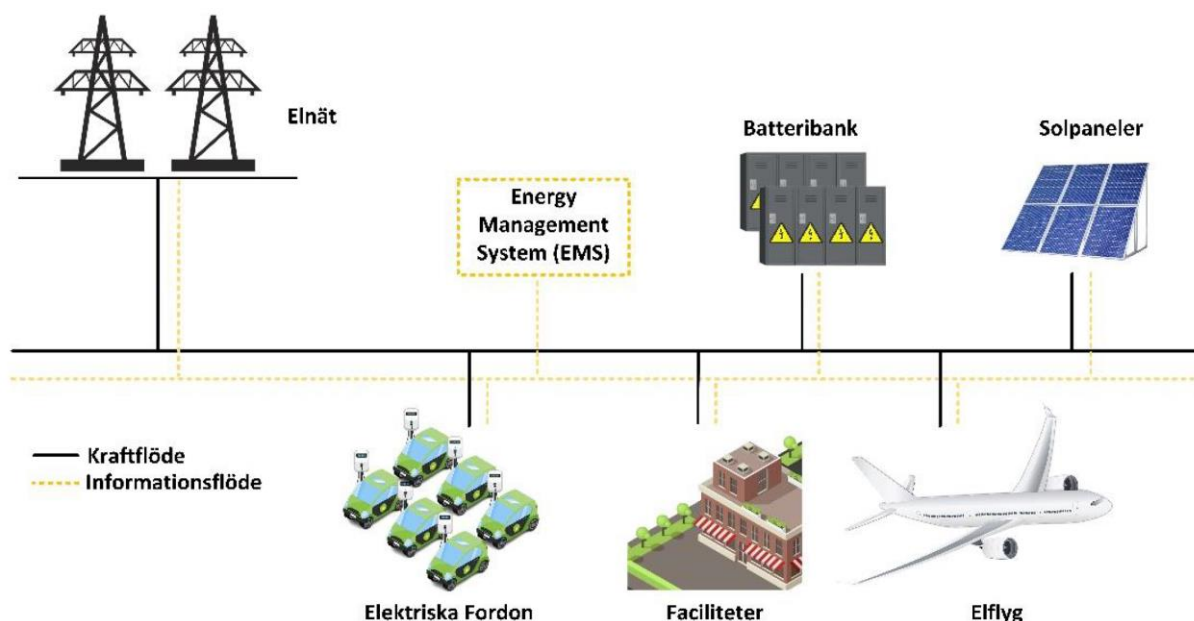 Elnät
Energy
Management
System (EMS)
Batteribank
Solpaneler
Kraftflöde
Informationsflöde
Elektriska Fordon
Faciliteter
Elflyg